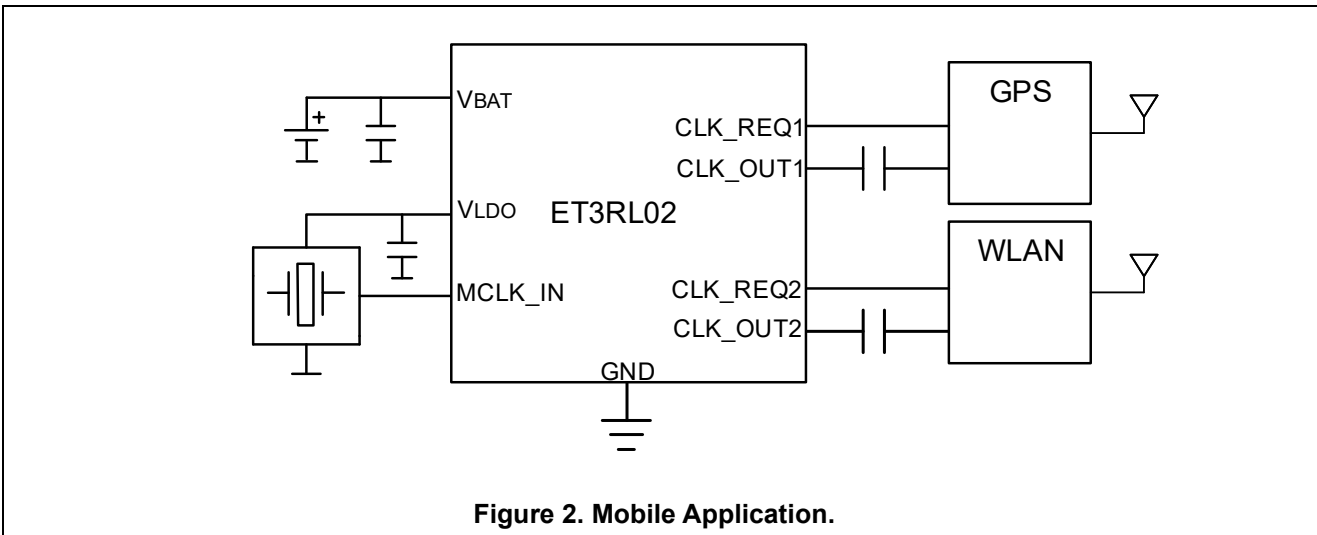 VBAT
CLK_REQ1
CLK_OUT1
GPS
VLDO
ET3RL02
MCLK_IN
CLK_REQ2
CLK_OUT2
WLAN
GND
+
Figure 2. Mobile Application.